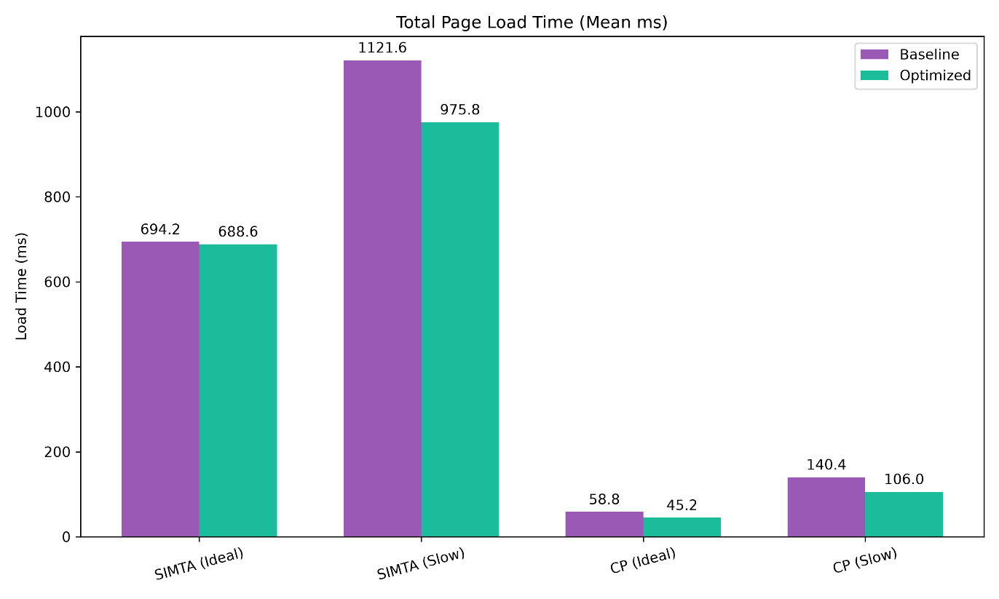 Total Page Load Time (Mean ms)
Baseline
Optimized
Load Time (ms)
1000
800
600
400
200
0
694.2
688.6
1121.6
975.8
58.8
45.2
140.4
106.0
SIMTA (Ideal)
SIMTA (Slow)
CP (Ideal)
CP (Slow)